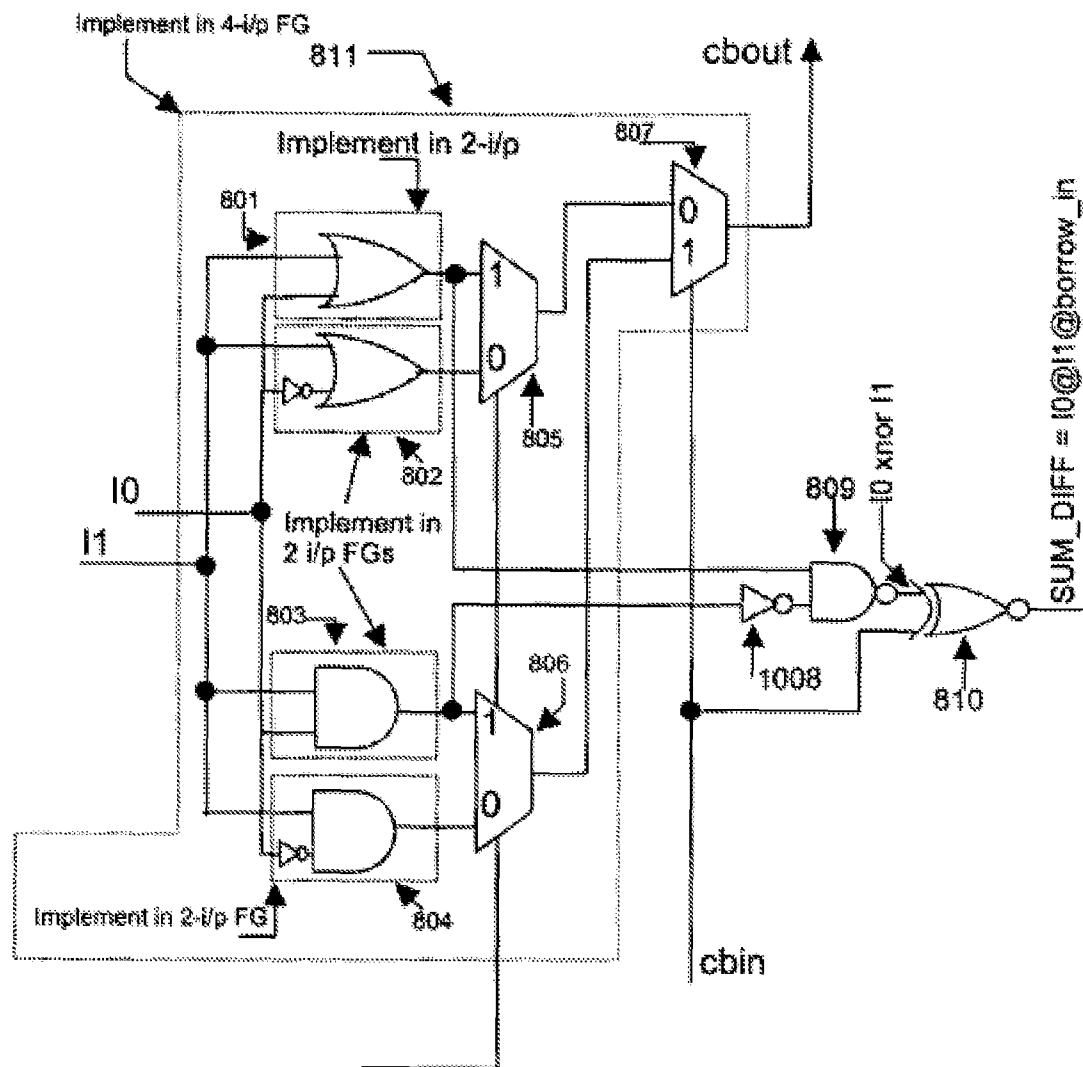 Implement in 4-i/p FG
811
cbout
807
Implement in 2-i/p
801
0
1
1
0
805
802
I0
I1
Implement in
2 i/p FGs
809
I0 xnor I1
SUM_DIFF = I0@I1@borrow_in
803
806
1008
810
1
0
Implement in 2-i/p FG
804
cbin